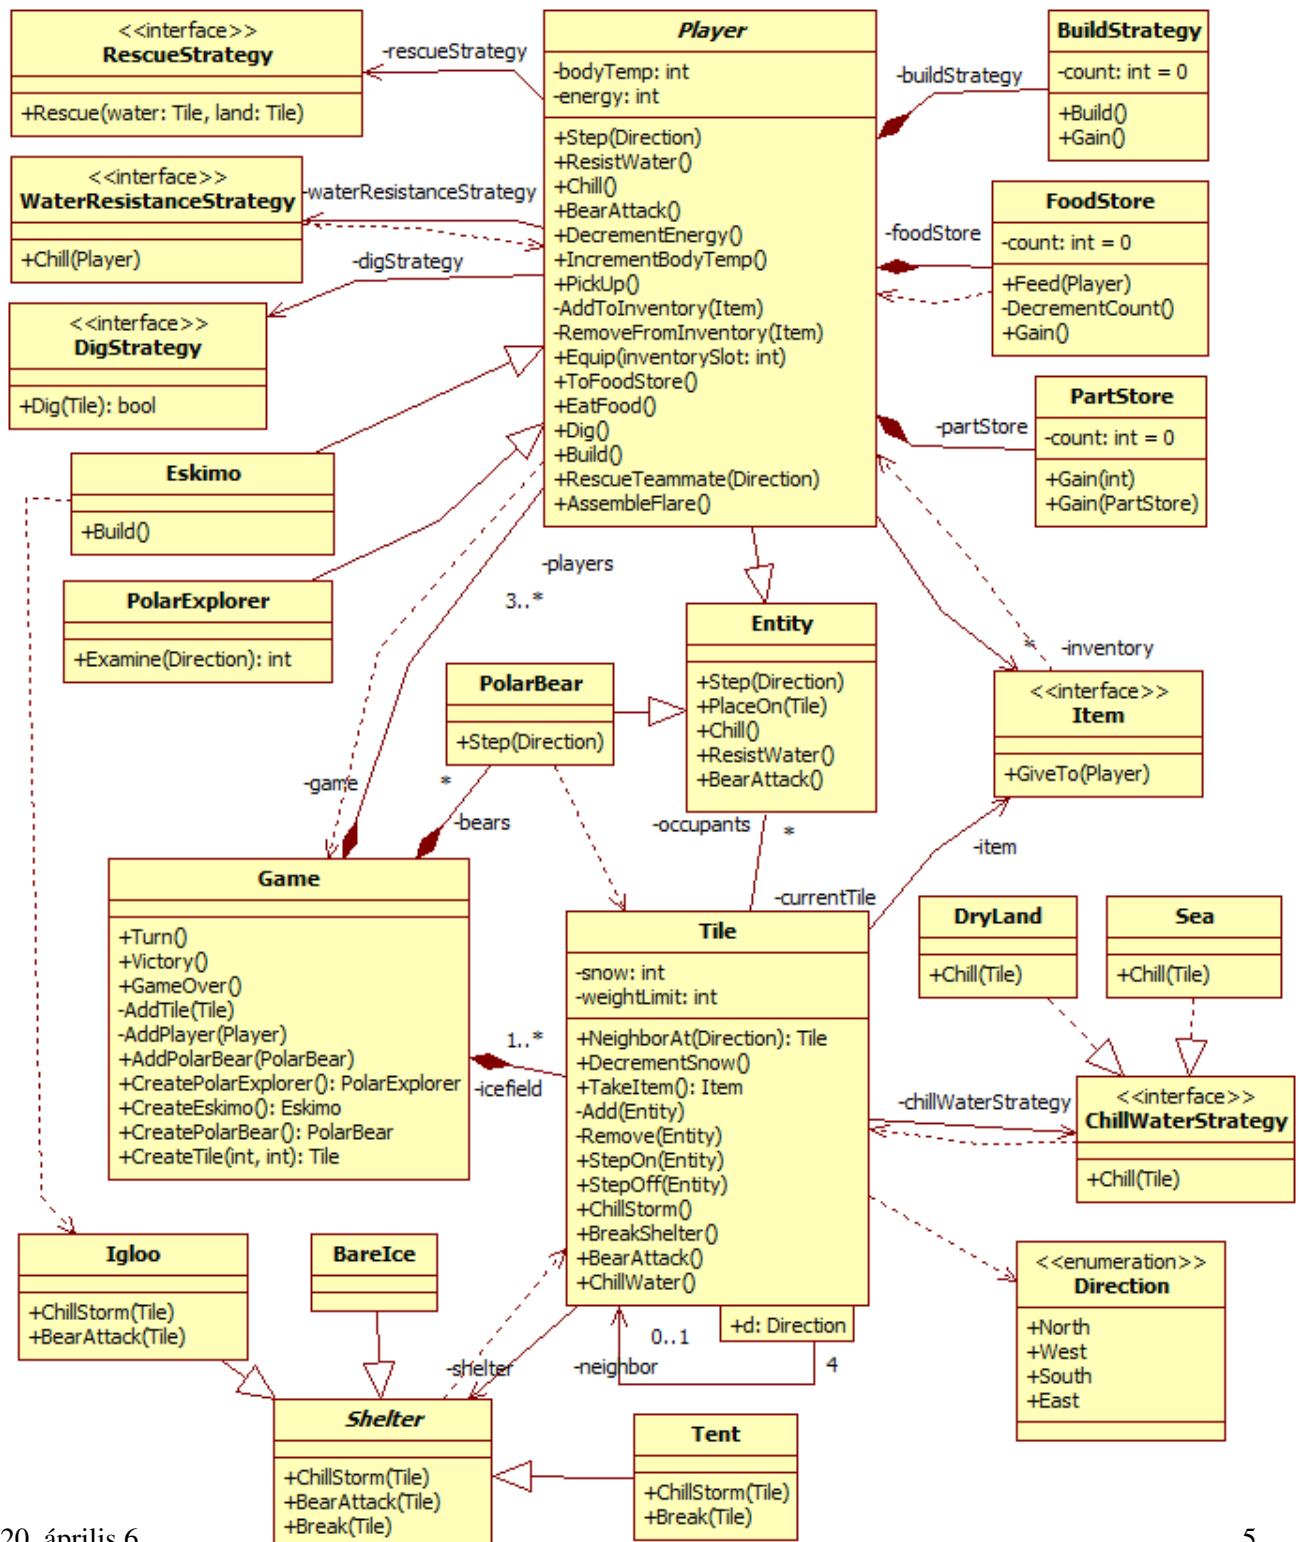 <<interface>>
RescueStrategy
+Rescue(water: Tile, land: Tile)
-rescueStrategy
Player
-bodyTemp: int
-energy: int
+Step(Direction)
+ResistWater()
+Chill()
+BearAttack()
+DecrementEnergy()
+IncrementBodyTemp()
+PickUp()
-AddToInventory(Item)
-RemoveFromInventory(Item)
+Equip(inventorySlot: int)
+ToFoodStore()
+EatFood()
+Dig()
+Build()
+RescueTeammate(Direction)
+AssembleFlare()
-buildStrategy
BuildStrategy
-count: int = 0
+Build()
+Gain()
<<interface>>
WaterResistanceStrategy
+Chill(Player)
-waterResistanceStrategy
-foodStore
FoodStore
-count: int = 0
+Feed(Player)
-DecrementCount()
+Gain()
-digStrategy
<<interface>>
DigStrategy
+Dig(Tile): bool
-partStore
PartStore
-count: int = 0
+Gain(int)
+Gain(PartStore)
Eskimo
+Build()
PolarExplorer
+Examine(Direction): int
-players
3..*
Entity
+Step(Direction)
+PlaceOn(Tile)
+Chill()
+ResistWater()
+BearAttack()
*
-inventory
<<interface>>
Item
+GiveTo(Player)
PolarBear
+Step(Direction)
-game
*
-bears
-occupants
*
-item
-currentTile
Game
+Turn()
+Victory()
+GameOver()
-AddTile(Tile)
-AddPlayer(Player)
+AddPolarBear(PolarBear)
+CreatePolarExplorer(): PolarExplorer
+CreateEskimo(): Eskimo
+CreatePolarBear(): PolarBear
+CreateTile(int, int): Tile
1..*
-icefield
Tile
-snow: int
-weightLimit: int
+NeighborAt(Direction): Tile
+DecrementSnow()
+TakeItem(): Item
-Add(Entity)
-Remove(Entity)
+StepOn(Entity)
+StepOff(Entity)
+ChillStorm()
+BreakShelter()
+BearAttack()
+ChillWater()
DryLand
+Chill(Tile)
Sea
+Chill(Tile)
-chillWaterStrategy
<<interface>>
ChillWaterStrategy
+Chill(Tile)
Igloo
+ChillStorm(Tile)
+BearAttack(Tile)
BareIce
<<enumeration>>
Direction
+North
+West
+South
+East
+d: Direction
0..1
4
-neighbor
-shelter
Shelter
+ChillStorm(Tile)
+BearAttack(Tile)
+Break(Tile)
Tent
+ChillStorm(Tile)
+Break(Tile)
20. április 6.
5